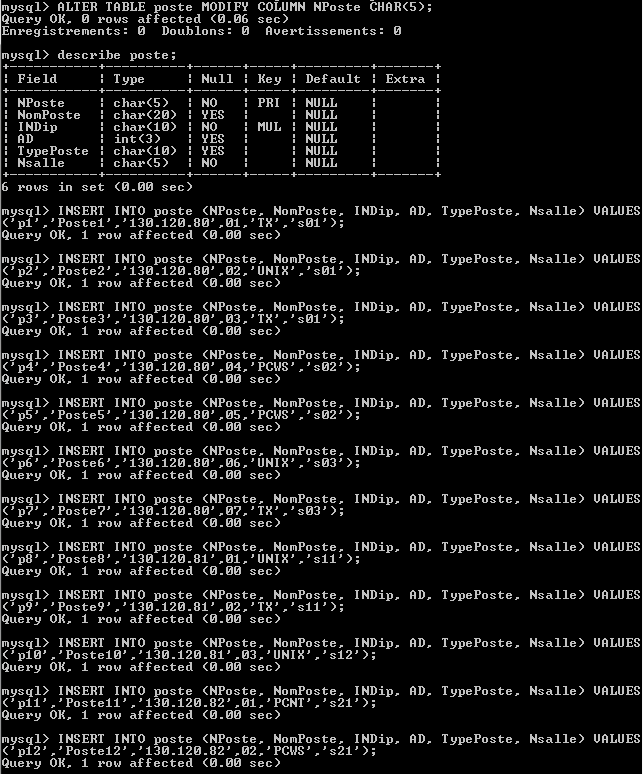 mysql> ALTER TABLE poste MODIFY COLUMN NPoste CHAR(5);
Query OK, 0 rows affected (0.06 sec)
Enregistrements: 0  Doublons: 0  Avertissements: 0
mysql> describe poste;
+-----------+----------+------+-----+---------+-------+
| Field     | Type     | Null | Key | Default | Extra |
+-----------+----------+------+-----+---------+-------+
| NPoste    | char(5)  | NO   | PRI | NULL    |       |
| NomPoste  | char(20) | YES  |     | NULL    |       |
| INDip     | char(10) | NO   | MUL | NULL    |       |
| AD        | int(3)   | YES  |     | NULL    |       |
| TypePoste | char(10) | YES  |     | NULL    |       |
| Nsalle    | char(5)  | NO   |     | NULL    |       |
+-----------+----------+------+-----+---------+-------+
6 rows in set (0.00 sec)
mysql> INSERT INTO poste (NPoste, NomPoste, INDip, AD, TypePoste, Nsalle) VALUES
('p1','Poste1','130.120.80',01,'TX','s01');
Query OK, 1 row affected (0.00 sec)
mysql> INSERT INTO poste (NPoste, NomPoste, INDip, AD, TypePoste, Nsalle) VALUES
('p2','Poste2','130.120.80',02,'UNIX','s01');
Query OK, 1 row affected (0.00 sec)
mysql> INSERT INTO poste (NPoste, NomPoste, INDip, AD, TypePoste, Nsalle) VALUES
('p3','Poste3','130.120.80',03,'TX','s01');
Query OK, 1 row affected (0.00 sec)
mysql> INSERT INTO poste (NPoste, NomPoste, INDip, AD, TypePoste, Nsalle) VALUES
('p4','Poste4','130.120.80',04,'PCWS','s02');
Query OK, 1 row affected (0.00 sec)
mysql> INSERT INTO poste (NPoste, NomPoste, INDip, AD, TypePoste, Nsalle) VALUES
('p5','Poste5','130.120.80',05,'PCWS','s02');
Query OK, 1 row affected (0.00 sec)
mysql> INSERT INTO poste (NPoste, NomPoste, INDip, AD, TypePoste, Nsalle) VALUES
('p6','Poste6','130.120.80',06,'UNIX','s03');
Query OK, 1 row affected (0.00 sec)
mysql> INSERT INTO poste (NPoste, NomPoste, INDip, AD, TypePoste, Nsalle) VALUES
('p7','Poste7','130.120.80',07,'TX','s03');
Query OK, 1 row affected (0.00 sec)
mysql> INSERT INTO poste (NPoste, NomPoste, INDip, AD, TypePoste, Nsalle) VALUES
('p8','Poste8','130.120.81',01,'UNIX','s11');
Query OK, 1 row affected (0.00 sec)
mysql> INSERT INTO poste (NPoste, NomPoste, INDip, AD, TypePoste, Nsalle) VALUES
('p9','Poste9','130.120.81',02,'TX','s11');
Query OK, 1 row affected (0.00 sec)
mysql> INSERT INTO poste (NPoste, NomPoste, INDip, AD, TypePoste, Nsalle) VALUES
('p10','Poste10','130.120.81',03,'UNIX','s12');
Query OK, 1 row affected (0.00 sec)
mysql> INSERT INTO poste (NPoste, NomPoste, INDip, AD, TypePoste, Nsalle) VALUES
('p11','Poste11','130.120.82',01,'PCNT','s21');
Query OK, 1 row affected (0.00 sec)
mysql> INSERT INTO poste (NPoste, NomPoste, INDip, AD, TypePoste, Nsalle) VALUES
('p12','Poste12','130.120.82',02,'PCWS','s21');
Query OK, 1 row affected (0.00 sec)